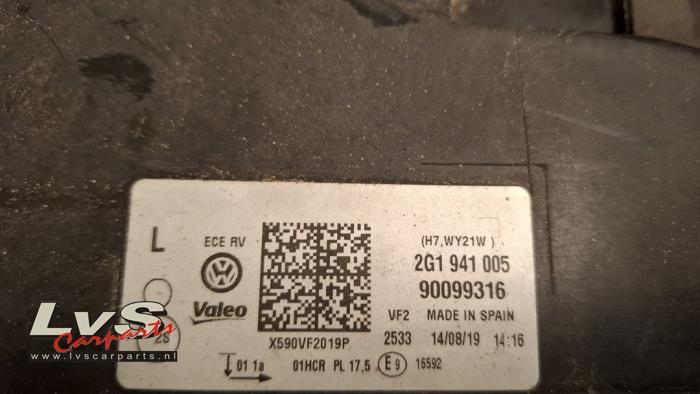 L
ECE RV
(H7,WY21W )
2G1 941 005
90099316
Valeo
VF2 MADE IN SPAIN
X590VF2019P
2533 14/08/19 14:16
2S
01 1a
01HCR PL 17,5 E9 16592
LvS
Carparts
www.lvscarparts.nl